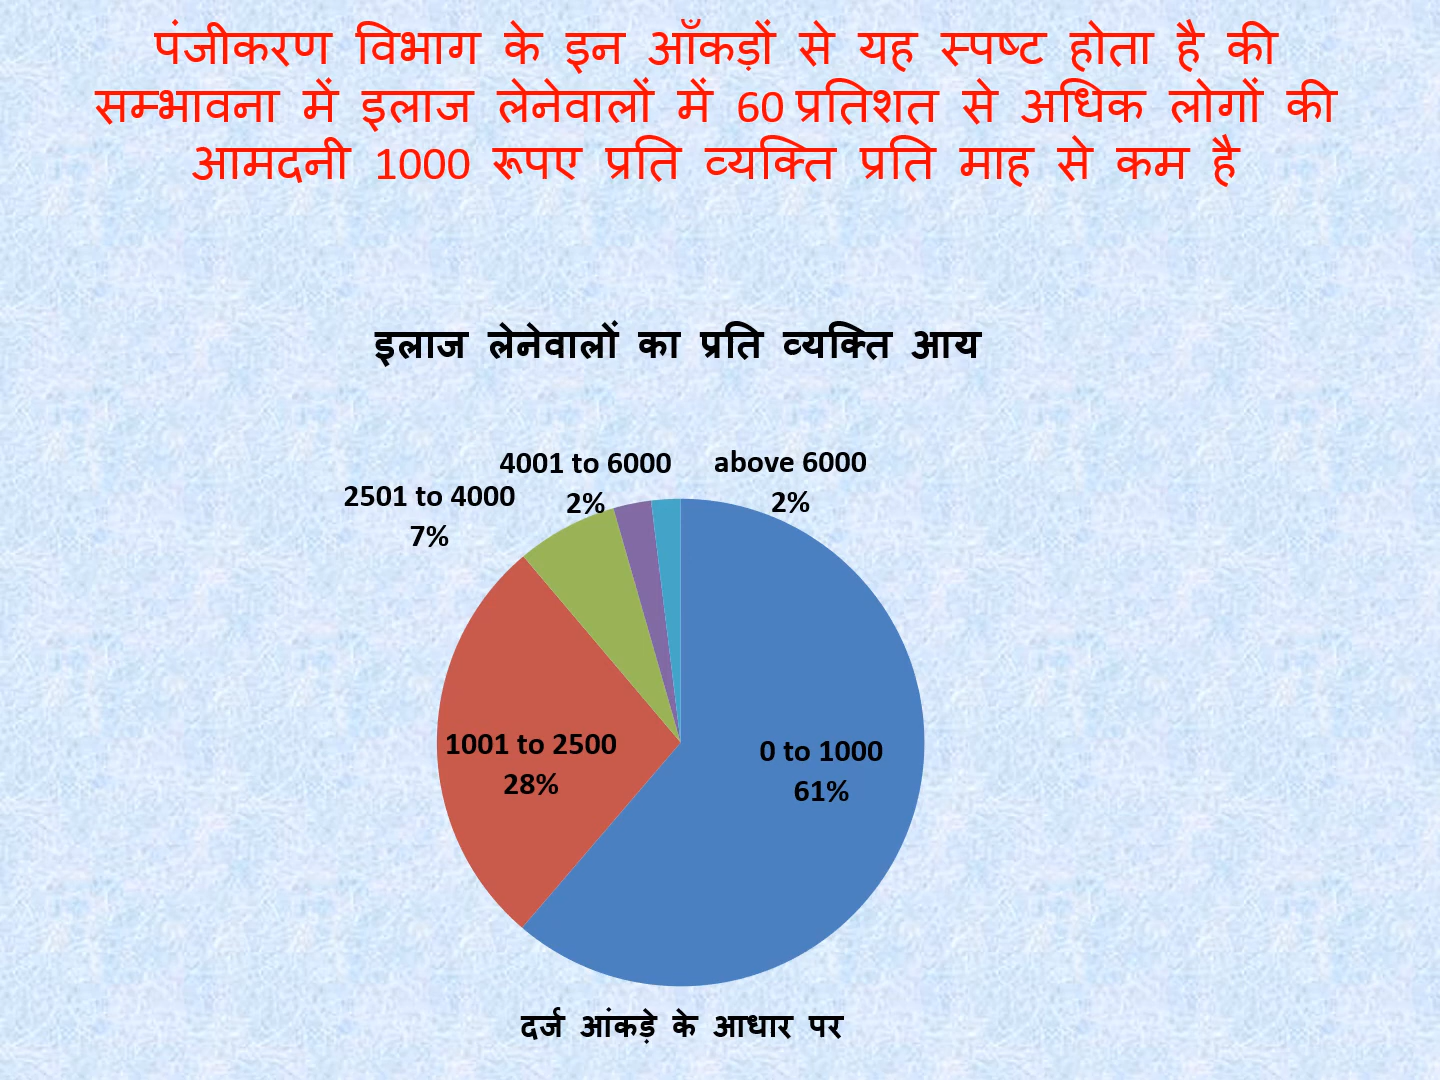 पंजीकरण विभाग के इन आँकड़ों से यह स्पष्ट होता है की
सम्भावना में इलाज लेनेवालों में 60 प्रतिशत से अधिक लोगों की
आमदनी 1000 रूपए प्रति व्यक्ति प्रति माह से कम है
इलाज लेनेवालों का प्रति व्यक्ति आय
4001 to 6000
2%
above 6000
2%
2501 to 4000
7%
1001 to 2500
28%
0 to 1000
61%
दर्ज आंकड़े के आधार पर